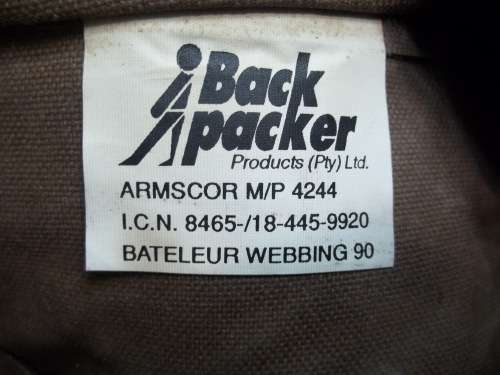 Back
packer
Products (Pty) Ltd.
ARMSCOR M/P 4244
I.C.N. 8465-/18-445-9920
BATELEUR WEBBING 90